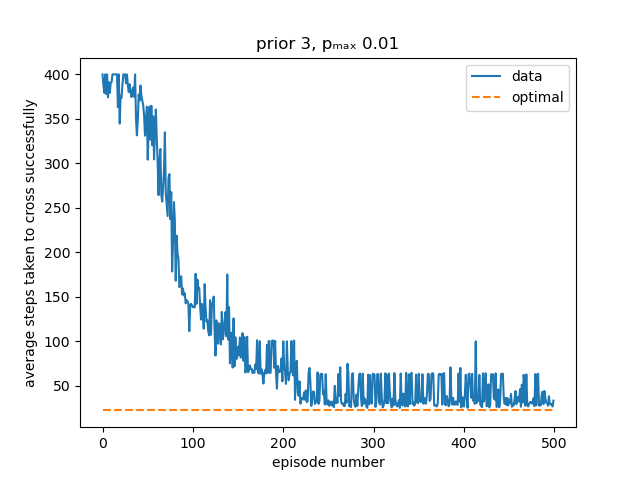 prior 3, pₘₐₓ 0.01
data
optimal
average steps taken to cross successfully
400
350
300
250
200
150
100
50
0 100 200 300 400 500
episode number